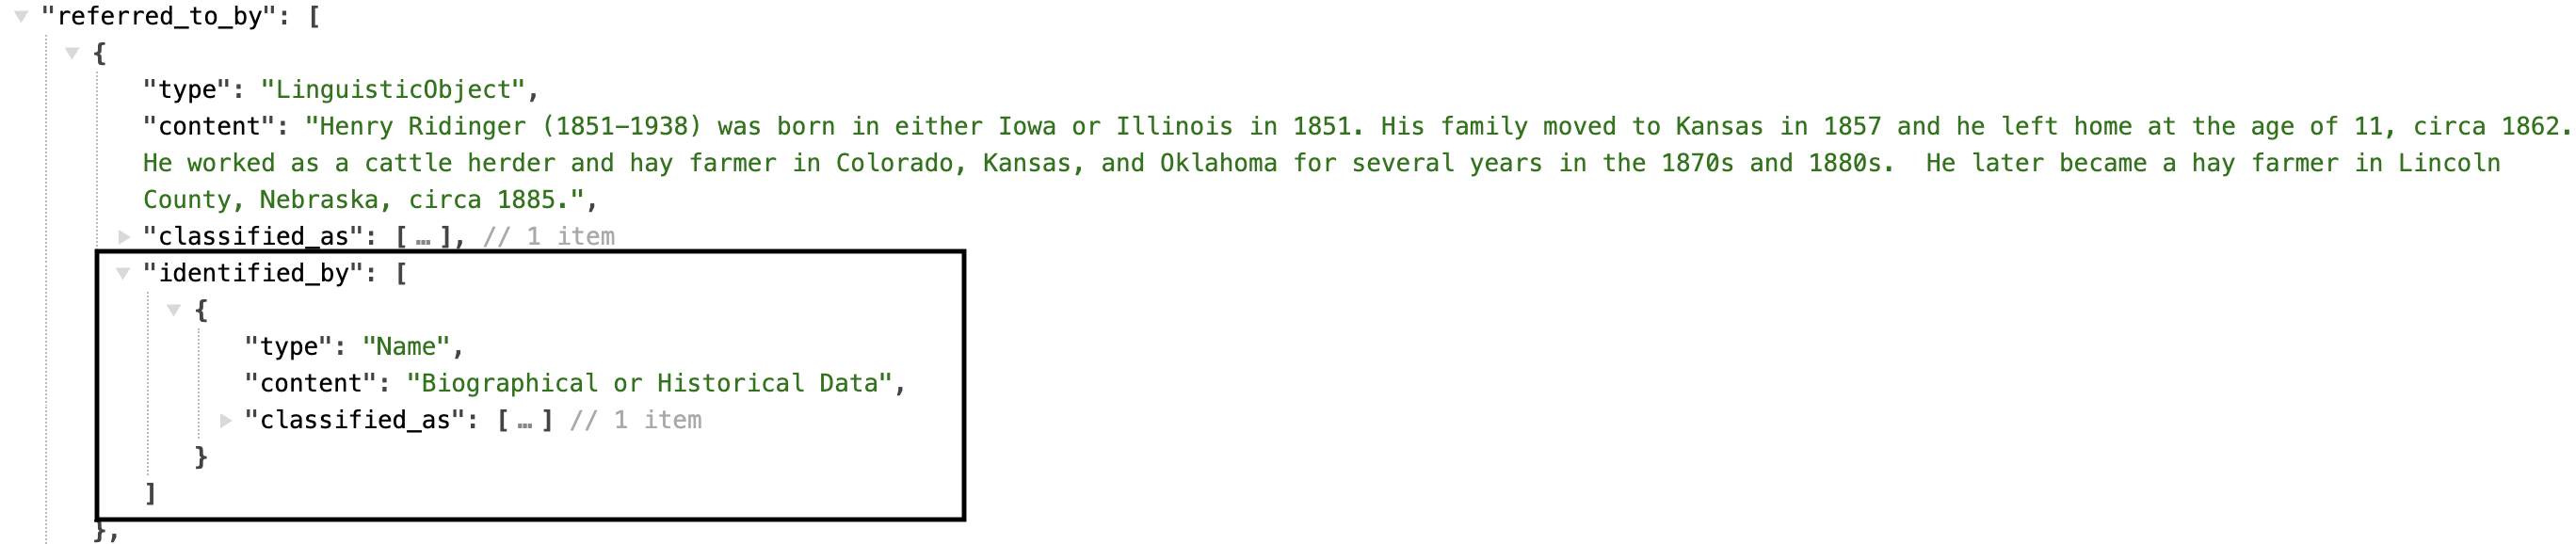 "referred_to_by": [
{
"type": "LinguisticObject",
"content": "Henry Ridinger (1851–1938) was born in either Iowa or Illinois in 1851. His family moved to Kansas in 1857 and he left home at the age of 11, circa 1862.
He worked as a cattle herder and hay farmer in Colorado, Kansas, and Oklahoma for several years in the 1870s and 1880s.  He later became a hay farmer in Lincoln
County, Nebraska, circa 1885.",
"classified_as": [ … ], // 1 item
"identified_by": [
{
"type": "Name",
"content": "Biographical or Historical Data",
"classified_as": [ … ] // 1 item
}
]
},